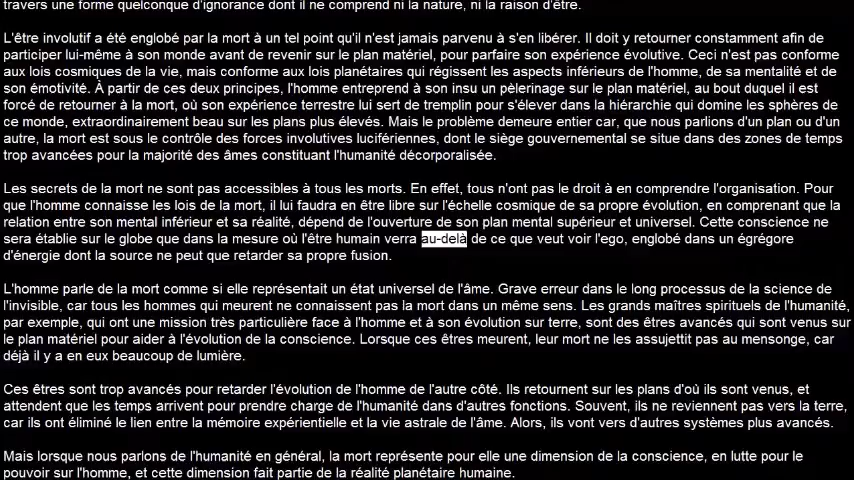 travers une forme quelconque d'ignorance dont il ne comprend ni la nature, ni la raison d'être.
L'être involutif a été englobé par la mort à un tel point qu'il n'est jamais parvenu à s'en libérer. Il doit y retourner constamment afin de
participer lui-même à son monde avant de revenir sur le plan matériel, pour parfaire son expérience évolutive. Ceci n'est pas conforme
aux lois cosmiques de la vie, mais conforme aux lois planétaires qui régissent les aspects inférieurs de l'homme, de sa mentalité et de
son émotivité. À partir de ces deux principes, l'homme entreprend à son insu un pèlerinage sur le plan matériel, au bout duquel il est
forcé de retourner à la mort, où son expérience terrestre lui sert de tremplin pour s'élever dans la hiérarchie qui domine les sphères de
ce monde, extraordinairement beau sur les plans plus élevés. Mais le problème demeure entier car, que nous parlions d'un plan ou d'un
autre, la mort est sous le contrôle des forces involutives lucifériennes, dont le siège gouvernemental se situe dans des zones de temps
trop avancées pour la majorité des âmes constituant l'humanité décorporalisée.
Les secrets de la mort ne sont pas accessibles à tous les morts. En effet, tous n'ont pas le droit à en comprendre l'organisation. Pour
que l'homme connaisse les lois de la mort, il lui faudra en être libre sur l'échelle cosmique de sa propre évolution, en comprenant que la
relation entre son mental inférieur et sa réalité, dépend de l'ouverture de son plan mental supérieur et universel. Cette conscience ne
sera établie sur le globe que dans la mesure où l'être humain verra au-delà de ce que veut voir l'ego, englobé dans un égrégore
d'énergie dont la source ne peut que retarder sa propre fusion.
L'homme parle de la mort comme si elle représentait un état universel de l'âme. Grave erreur dans le long processus de la science de
l'invisible, car tous les hommes qui meurent ne connaissent pas la mort dans un même sens. Les grands maîtres spirituels de l'humanité,
par exemple, qui ont une mission très particulière face à l'homme et à son évolution sur terre, sont des êtres avancés qui sont venus sur
le plan matériel pour aider à l'évolution de la conscience. Lorsque ces êtres meurent, leur mort ne les assujettit pas au mensonge, car
déjà il y a en eux beaucoup de lumière.
Ces êtres sont trop avancés pour retarder l'évolution de l'homme de l'autre côté. Ils retournent sur les plans d'où ils sont venus, et
attendent que les temps arrivent pour prendre charge de l'humanité dans d'autres fonctions. Souvent, ils ne reviennent pas vers la terre,
car ils ont éliminé le lien entre la mémoire expérientielle et la vie astrale de l'âme. Alors, ils vont vers d'autres systèmes plus avancés.
Mais lorsque nous parlons de l'humanité en général, la mort représente pour elle une dimension de la conscience, en lutte pour le
pouvoir sur l'homme, et cette dimension fait partie de la réalité planétaire humaine.